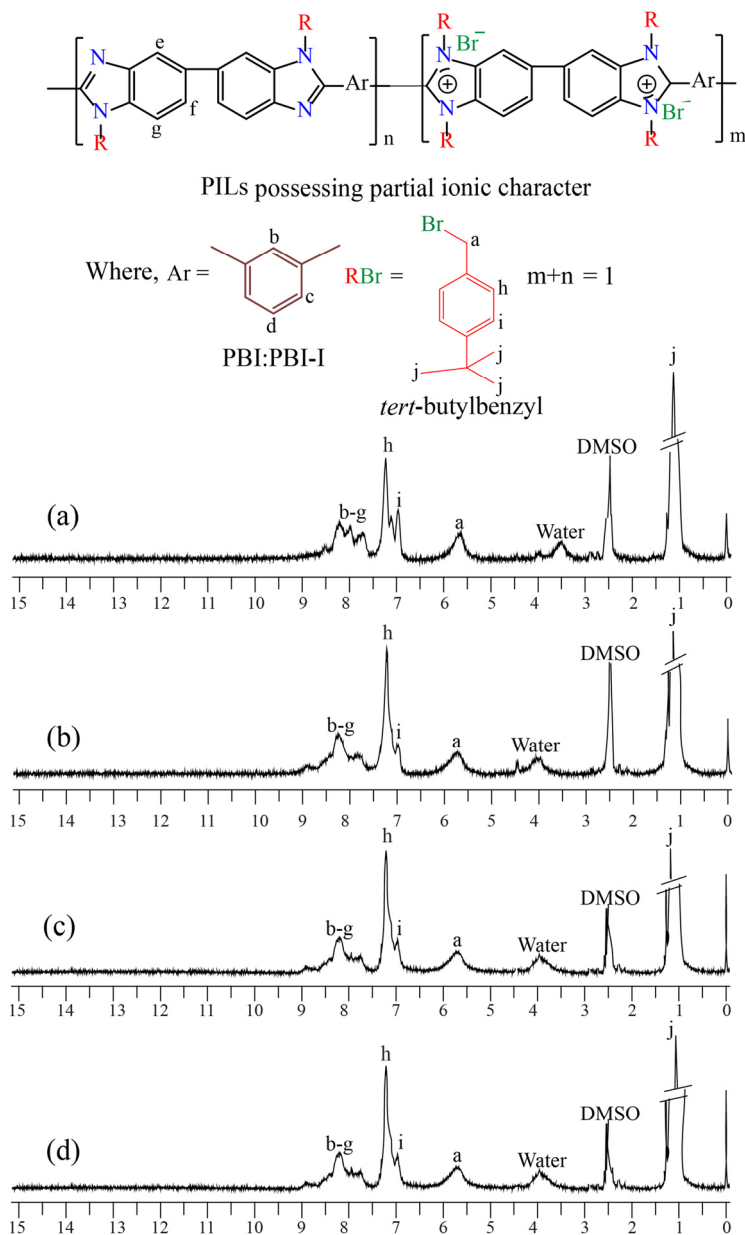 R R R
e Br⁻
N N N N
Ar ⊕ ⊕ Ar
N f N N N Br⁻
R g n R R m
PILs possessing partial ionic character
Br
b a
Where, Ar = RBr = h m+n = 1
c i
d
PBI:PBI-I j j
j
tert-butylbenzyl
j
h DMSO
(a) b-g i a Water
15 14 13 12 11 10 9 8 7 6 5 4 3 2 1 0
h j
DMSO
(b) b-g i a Water
15 14 13 12 11 10 9 8 7 6 5 4 3 2 1 0
h j
(c) b-g i a Water DMSO
15 14 13 12 11 10 9 8 7 6 5 4 3 2 1 0
h j
DMSO
(d) b-g i a Water
15 14 13 12 11 10 9 8 7 6 5 4 3 2 1 0